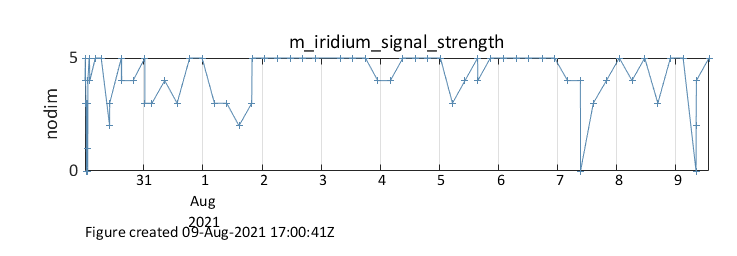 m_iridium_signal_strength
5
nodim
0
31 1 2 3 4 5 6 7 8 9
Aug
2021
Figure created 09-Aug-2021 17:00:41Z